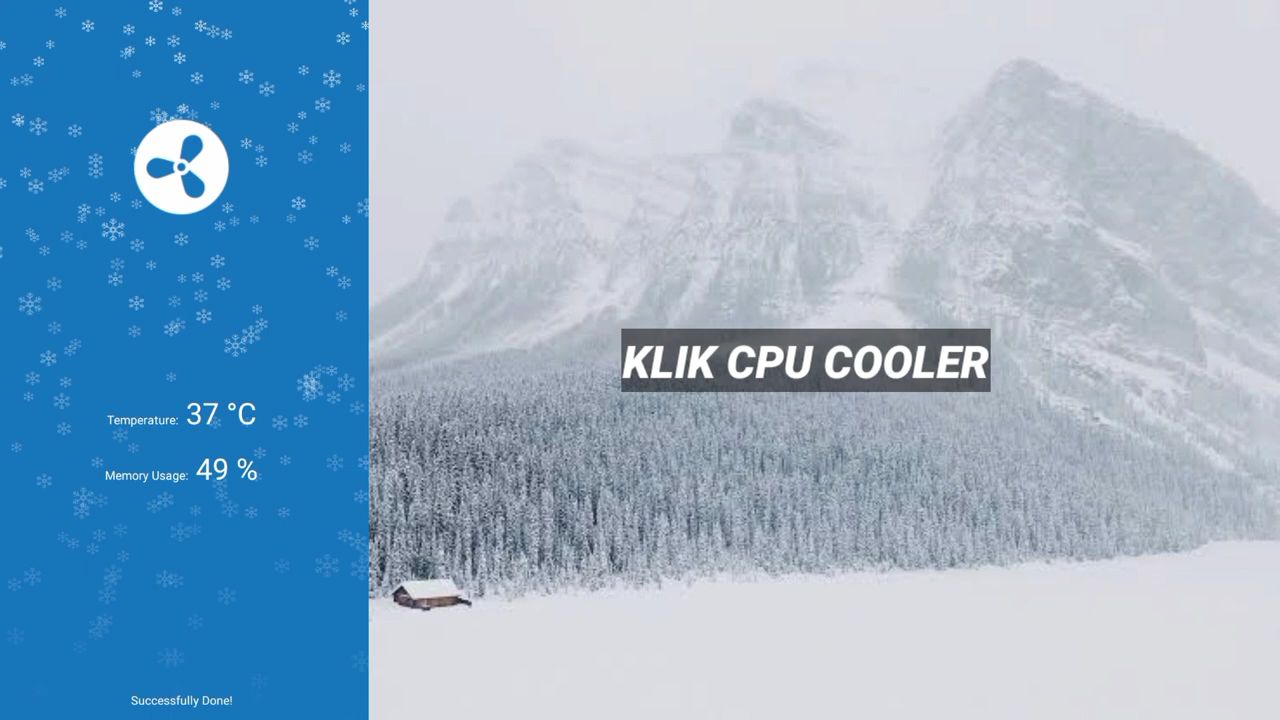 Temperature: 37 °C
Memory Usage: 49 %
Successfully Done!
KLIK CPU COOLER